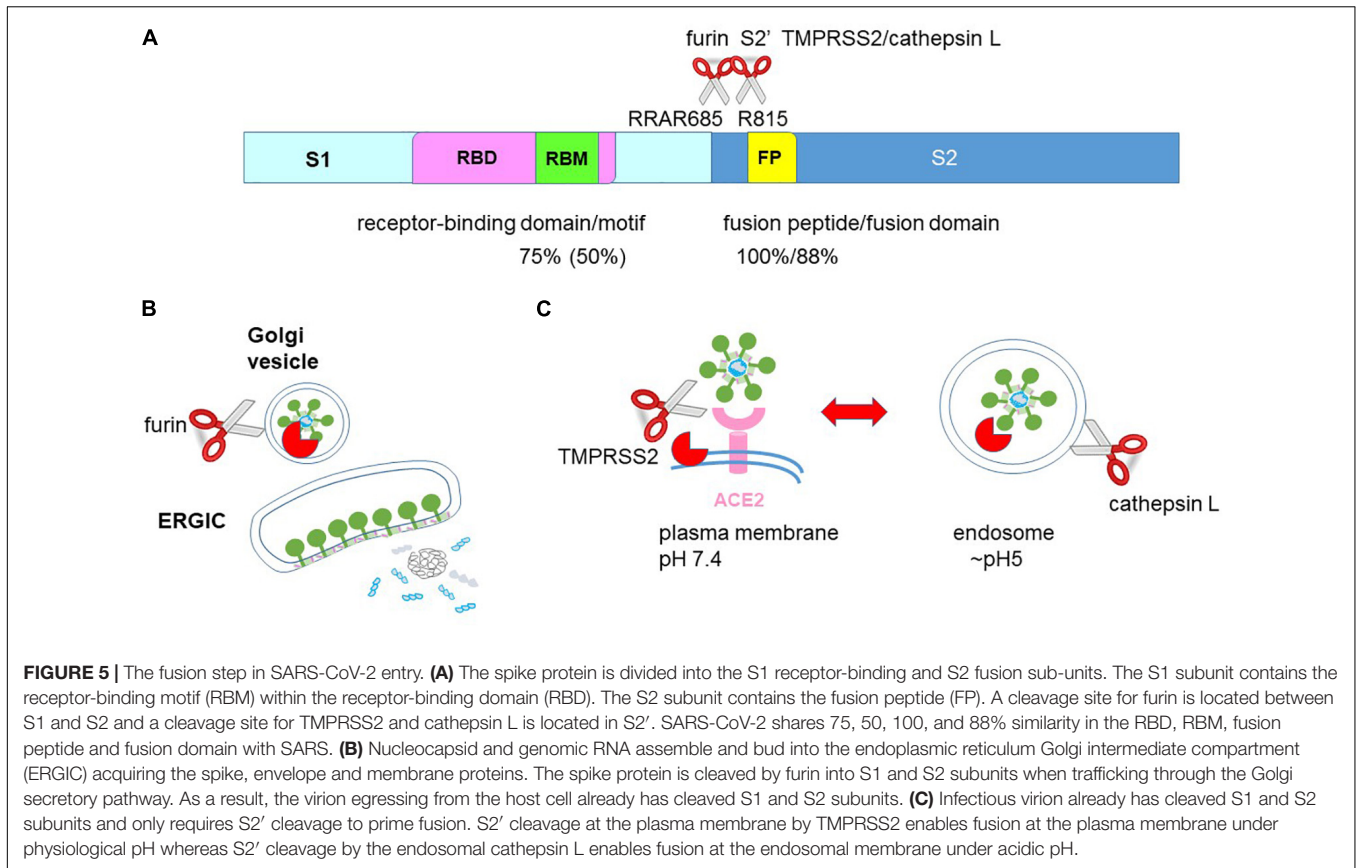 A
furin S2' TMPRSS2/cathepsin L
RRAR685 R815
S1 RBD RBM FP S2
receptor-binding domain/motif fusion peptide/fusion domain
75% (50%) 100%/88%
B
Golgi
vesicle
furin
ERGIC
C
TMPRSS2
ACE2
plasma membrane
pH 7.4
cathepsin L
endosome
~pH5
FIGURE 5 | The fusion step in SARS-CoV-2 entry. (A) The spike protein is divided into the S1 receptor-binding and S2 fusion sub-units. The S1 subunit contains the
receptor-binding motif (RBM) within the receptor-binding domain (RBD). The S2 subunit contains the fusion peptide (FP). A cleavage site for furin is located between
S1 and S2 and a cleavage site for TMPRSS2 and cathepsin L is located in S2′. SARS-CoV-2 shares 75, 50, 100, and 88% similarity in the RBD, RBM, fusion
peptide and fusion domain with SARS. (B) Nucleocapsid and genomic RNA assemble and bud into the endoplasmic reticulum Golgi intermediate compartment
(ERGIC) acquiring the spike, envelope and membrane proteins. The spike protein is cleaved by furin into S1 and S2 subunits when trafficking through the Golgi
secretory pathway. As a result, the virion egressing from the host cell already has cleaved S1 and S2 subunits. (C) Infectious virion already has cleaved S1 and S2
subunits and only requires S2′ cleavage to prime fusion. S2′ cleavage at the plasma membrane by TMPRSS2 enables fusion at the plasma membrane under
physiological pH whereas S2′ cleavage by the endosomal cathepsin L enables fusion at the endosomal membrane under acidic pH.